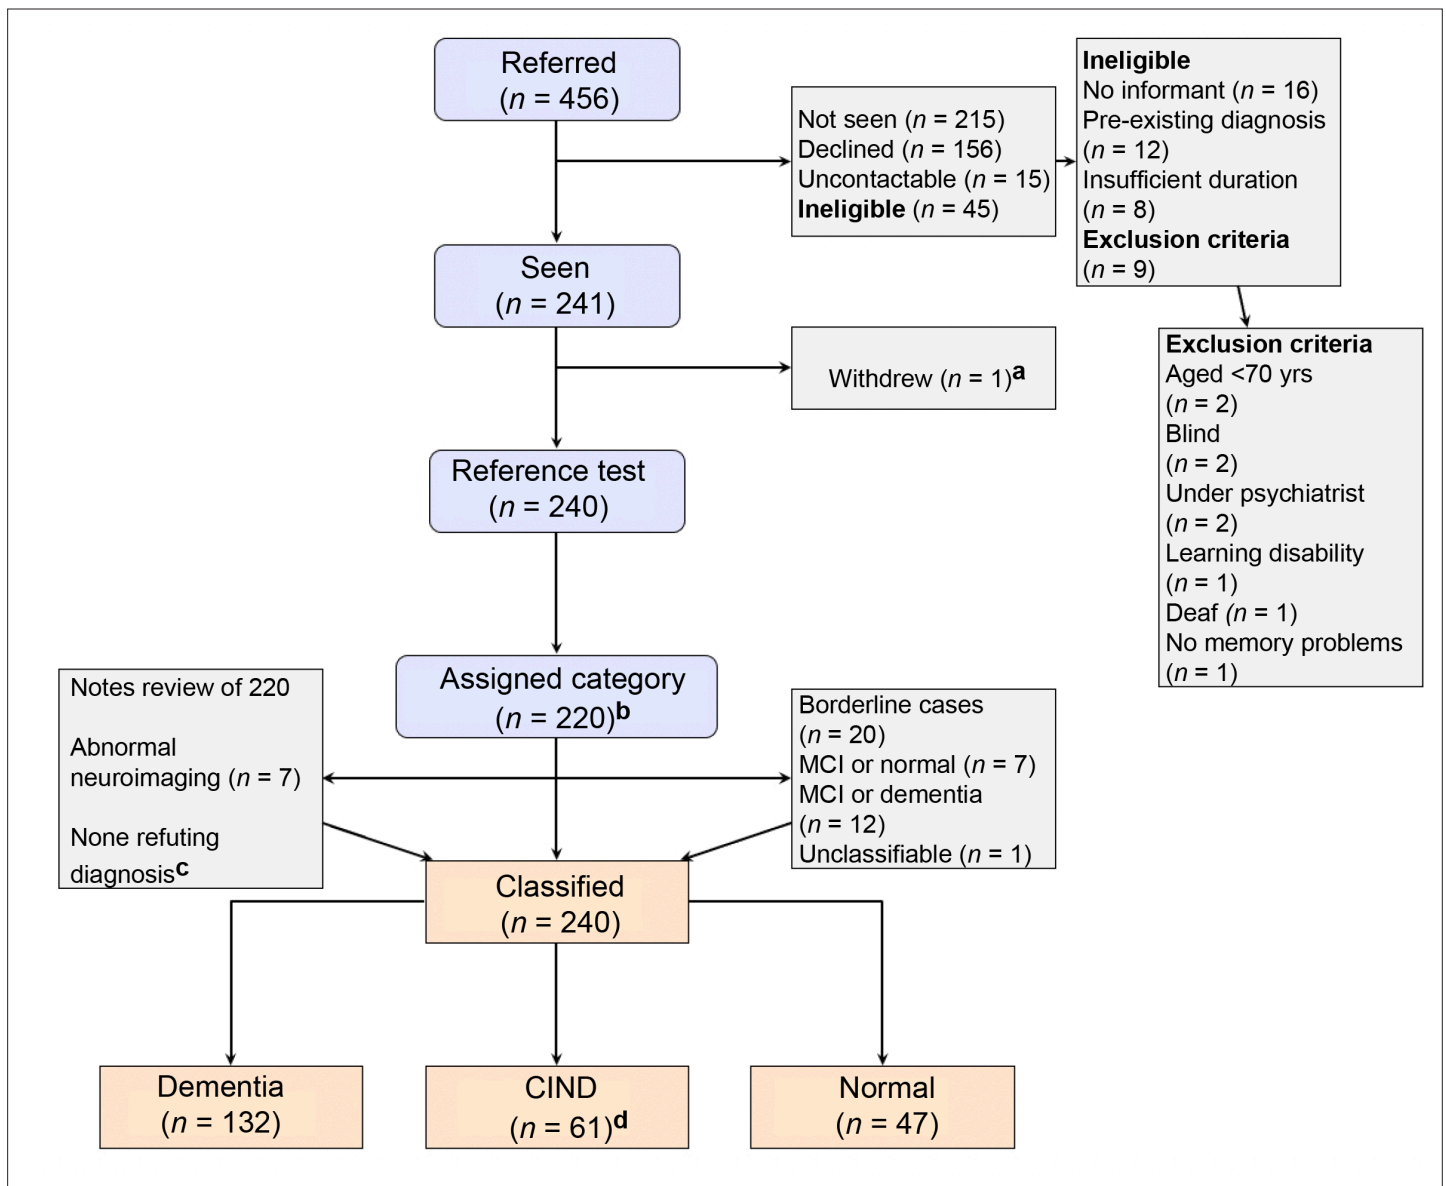 Referred
(n = 456)
Not seen (n = 215)
Declined (n = 156)
Uncontactable (n = 15)
Ineligible (n = 45)
Ineligible
No informant (n = 16)
Pre-existing diagnosis
(n = 12)
Insufficient duration
(n = 8)
Exclusion criteria
(n = 9)
Seen
(n = 241)
Withdrew (n = 1)a
Exclusion criteria
Aged <70 yrs
(n = 2)
Blind
(n = 2)
Under psychiatrist
(n = 2)
Learning disability
(n = 1)
Deaf (n = 1)
No memory problems
(n = 1)
Reference test
(n = 240)
Assigned category
(n = 220)b
Notes review of 220
Abnormal
neuroimaging (n = 7)
None refuting
diagnosisc
Borderline cases
(n = 20)
MCI or normal (n = 7)
MCI or dementia
(n = 12)
Unclassifiable (n = 1)
Classified
(n = 240)
Dementia
(n = 132)
CIND
(n = 61)d
Normal
(n = 47)